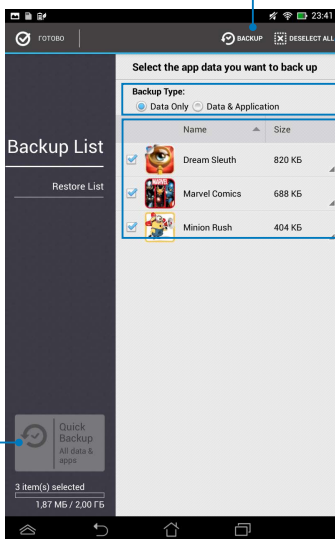 23:41
ГОТОВО
BACKUP
DESELECT ALL
Select the app data you want to back up
Backup Type:
Data Only Data & Application
Name Size
Dream Sleuth 820 КБ
Marvel Comics 688 КБ
Minion Rush 404 КБ
Backup List
Restore List
Quick
Backup
All data &
apps
3 item(s) selected
1,87 МБ / 2,00 ГБ